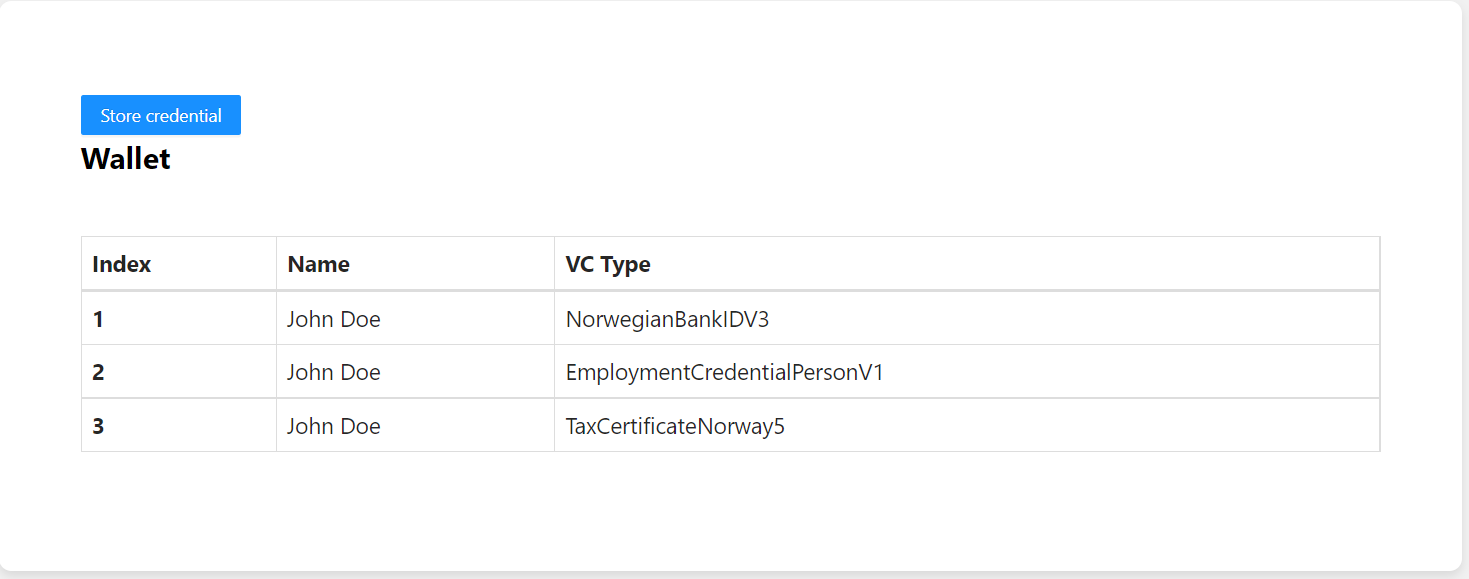 Store credential
Wallet
Index Name VC Type
1 John Doe NorwegianBankIDV3
2 John Doe EmploymentCredentialPersonV1
3 John Doe TaxCertificateNorway5